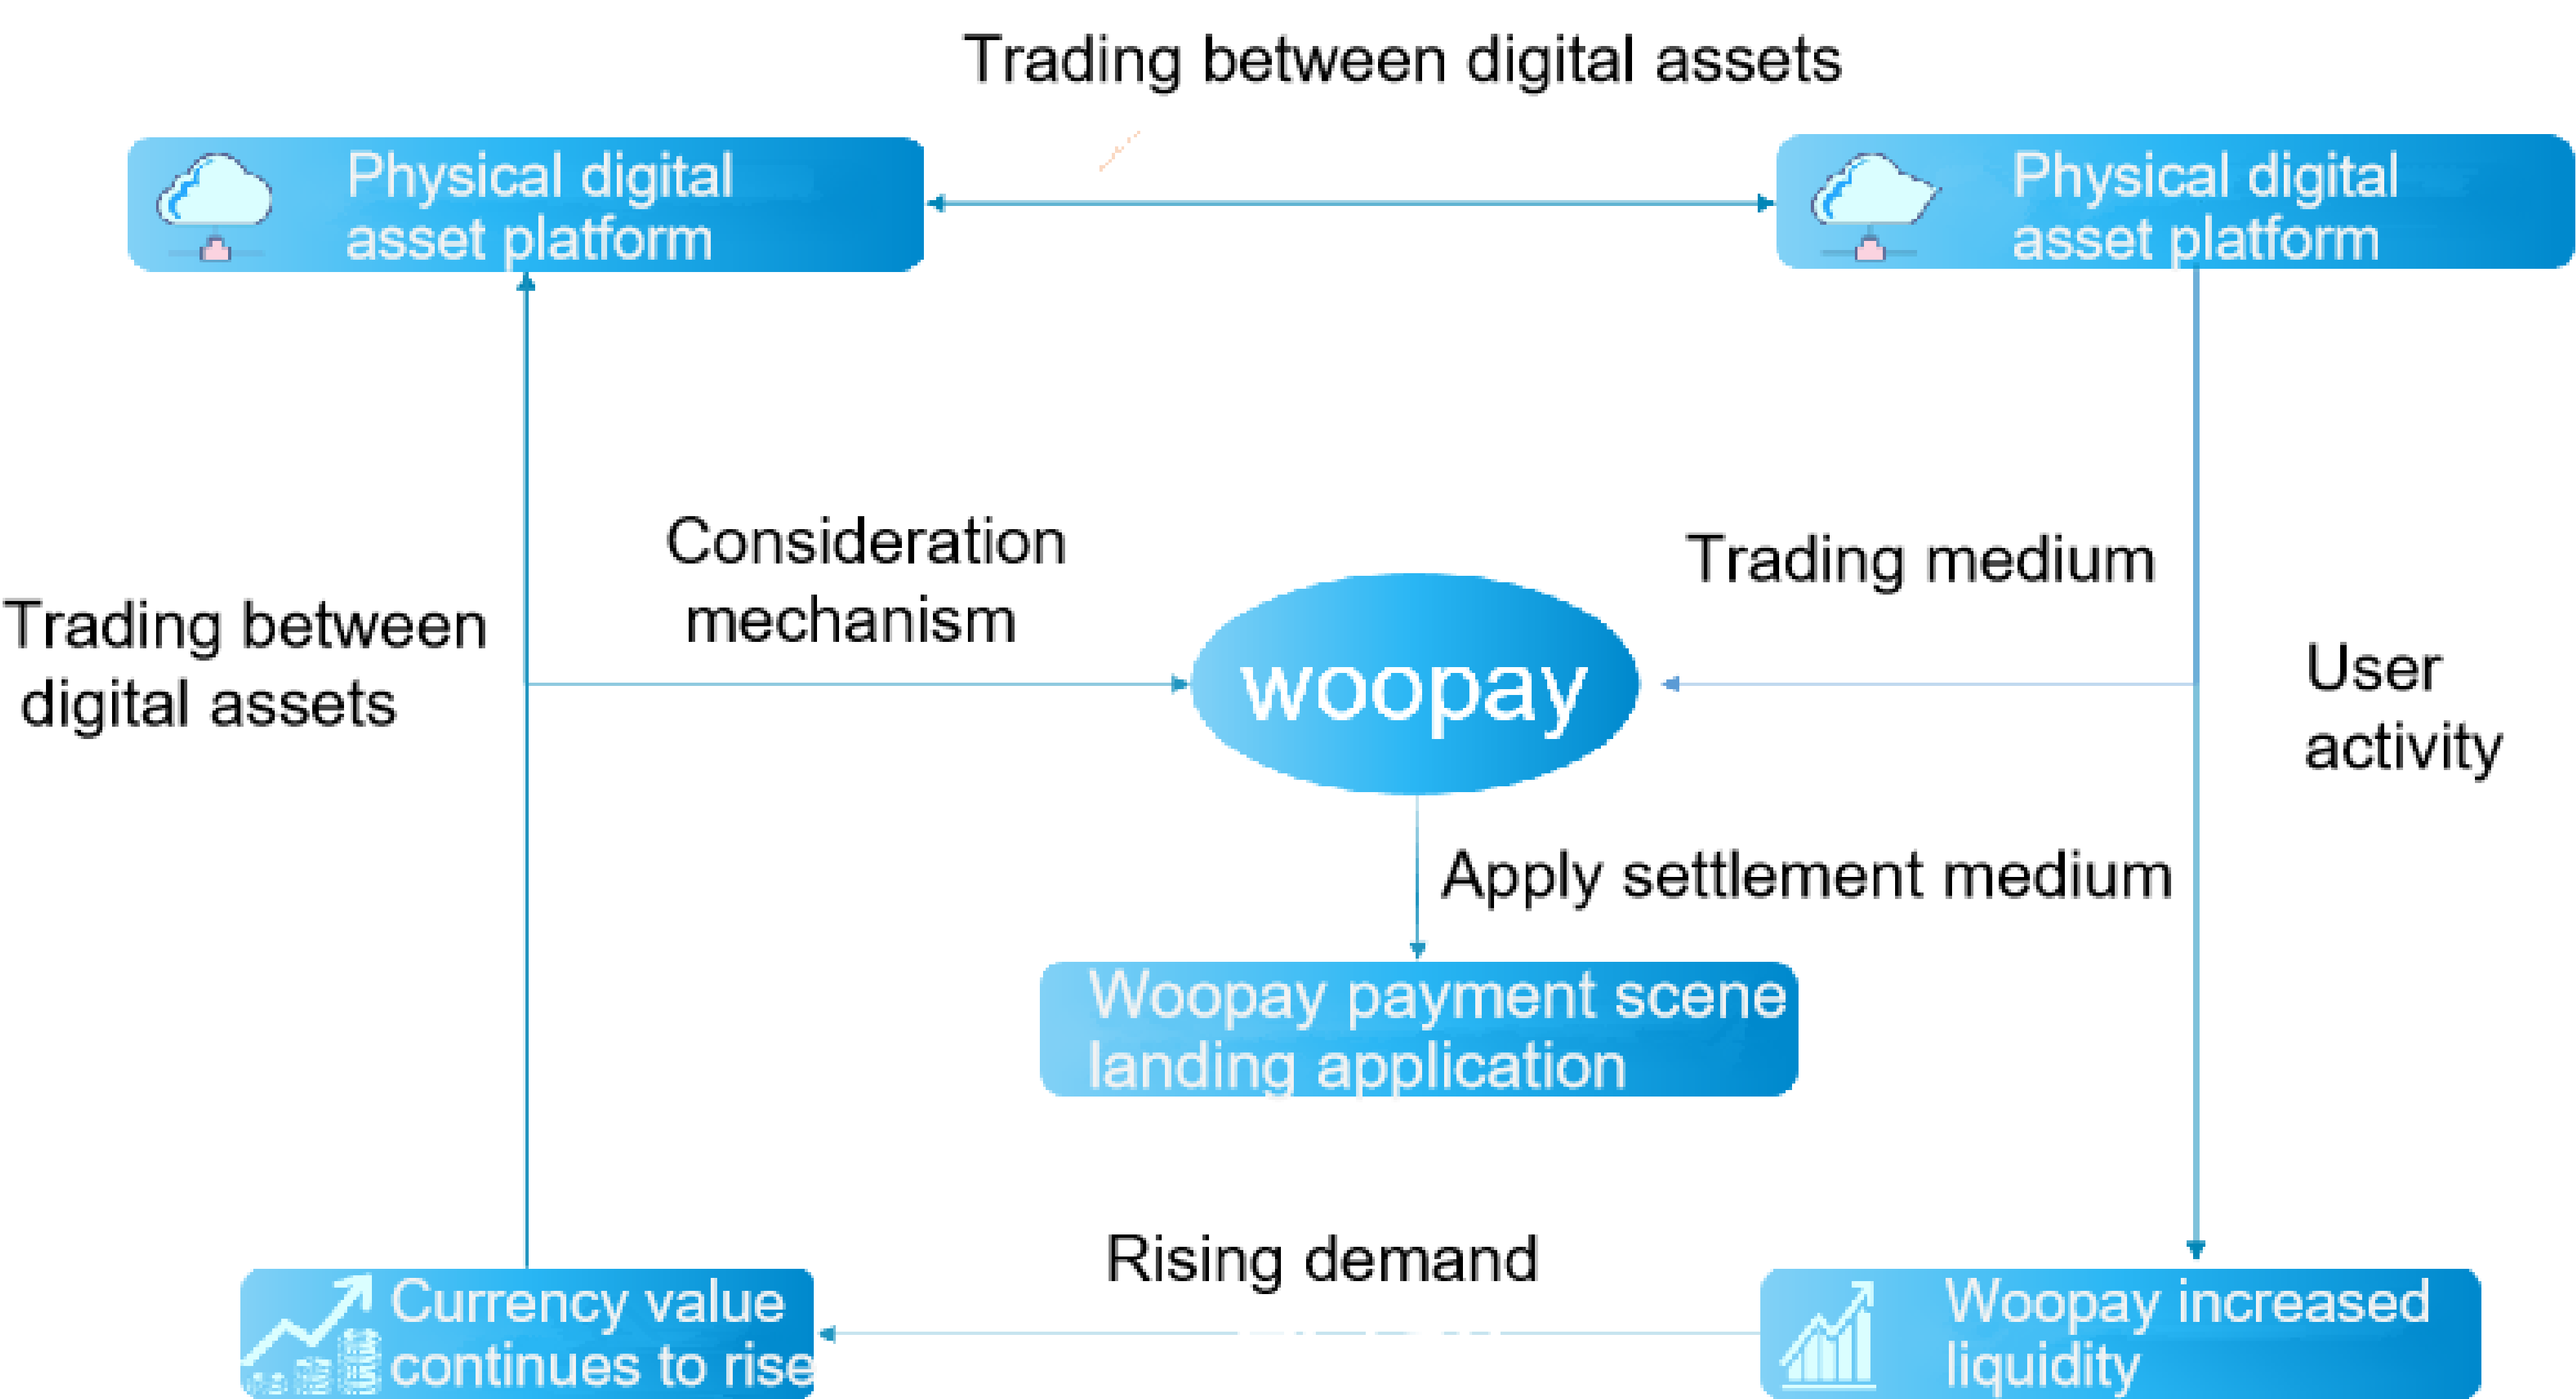 Trading between digital assets
Physical digital
asset platform
Physical digital
asset platform
Consideration
mechanism
Trading medium
Trading between
digital assets
woopay
User
activity
Apply settlement medium
Woopay payment scene
landing application
Rising demand
Currency value
continues to rise
Woopay increased
liquidity